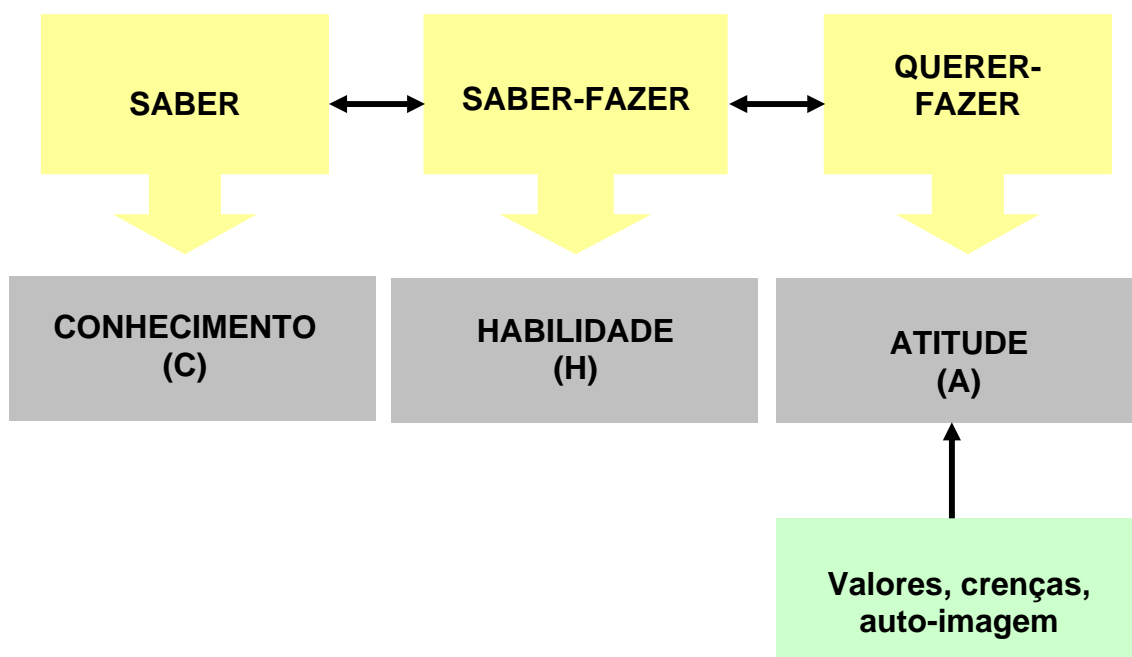 SABER
SABER-FAZER
QUERER-
FAZER
CONHECIMENTO
(C)
HABILIDADE
(H)
ATITUDE
(A)
Valores, crenças,
auto-imagem